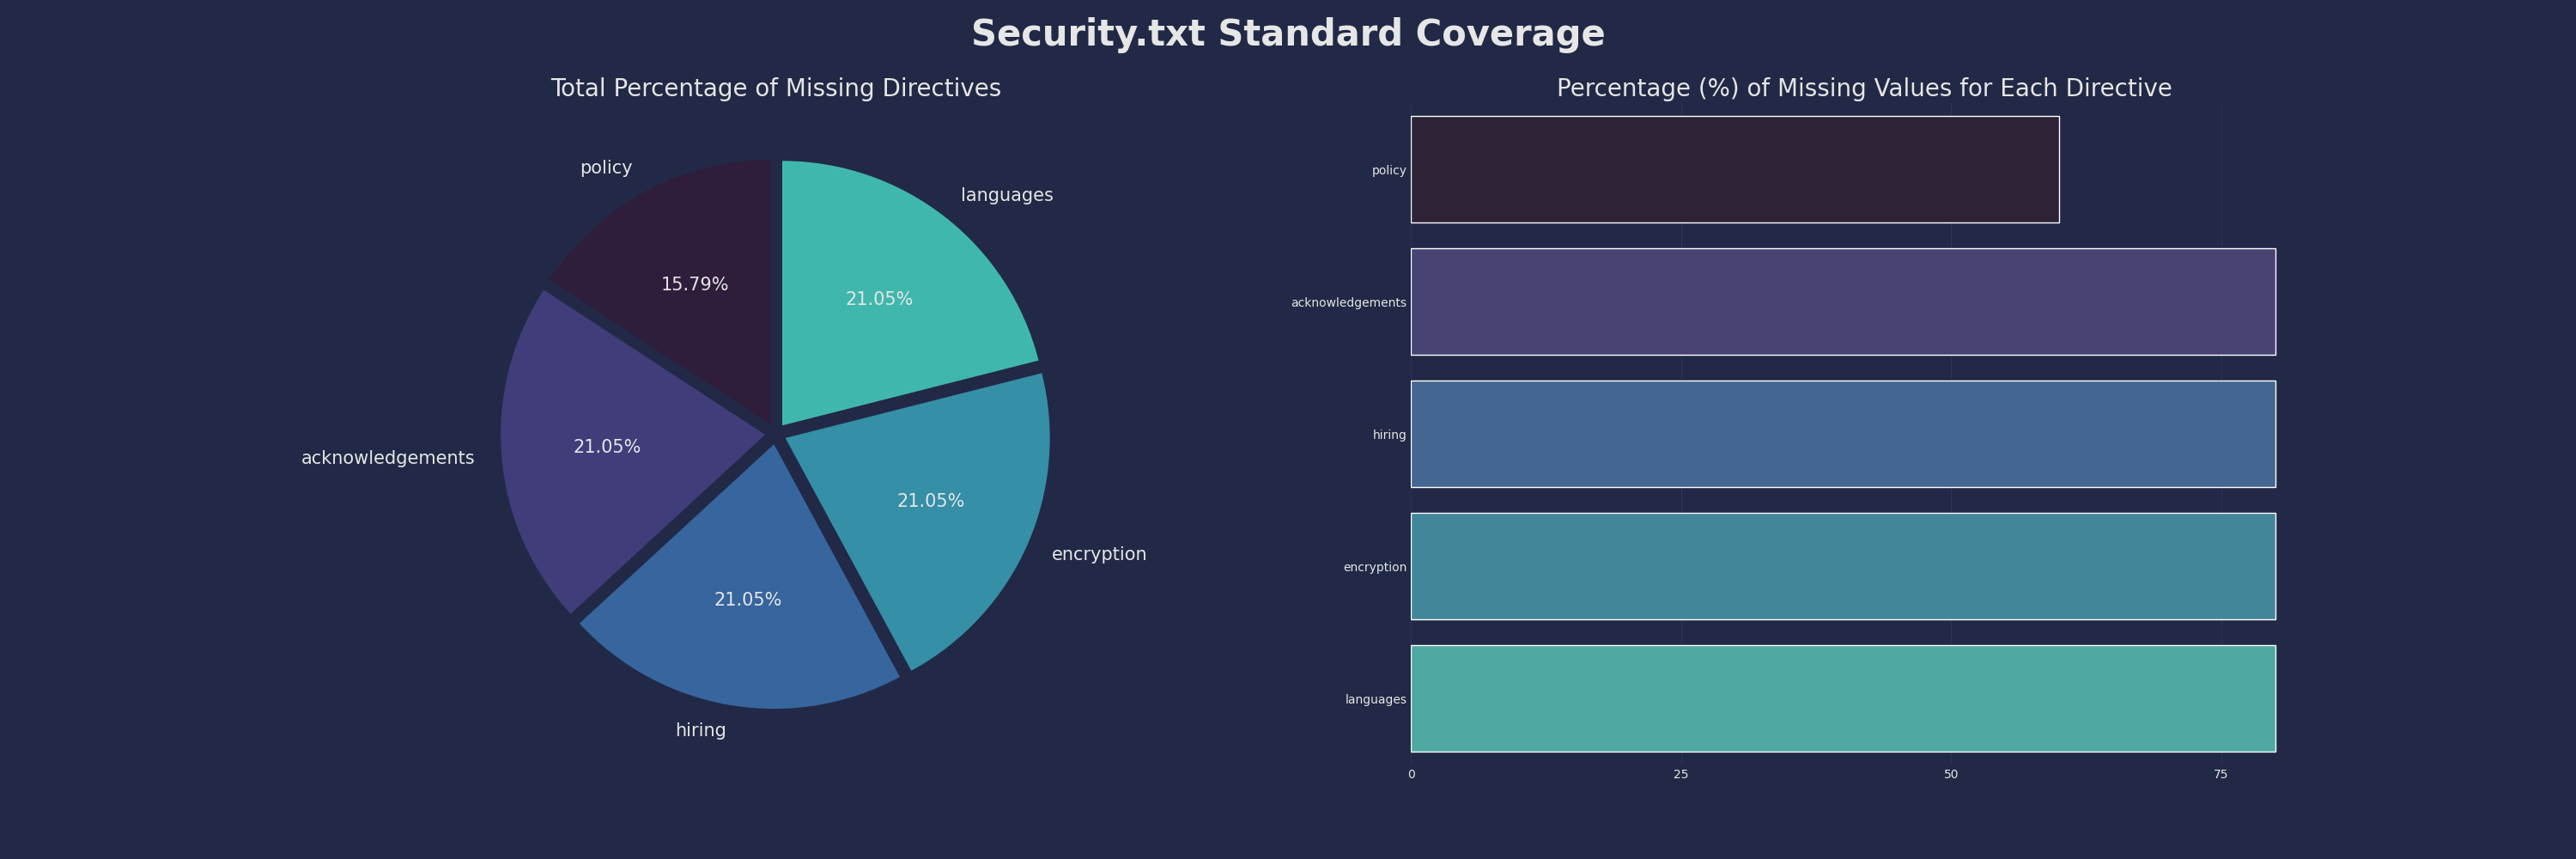 Security.txt Standard Coverage
Total Percentage of Missing Directives
policy
languages
15.79%
21.05%
acknowledgements
21.05%
21.05%
encryption
21.05%
hiring
Percentage (%) of Missing Values for Each Directive
policy
acknowledgements
hiring
encryption
languages
0 25 50 75